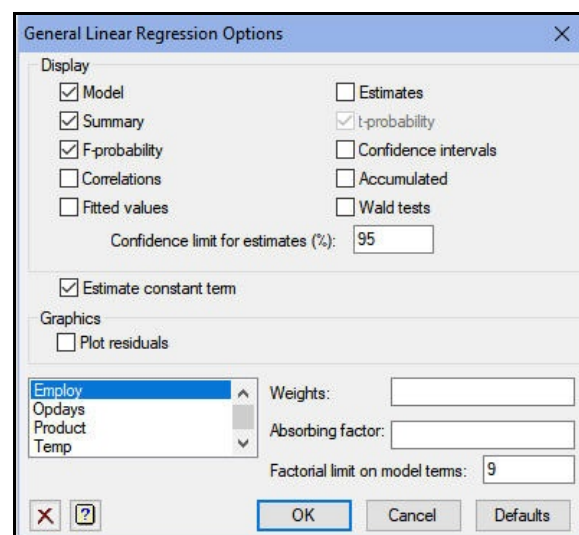 General Linear Regression Options
Display
Model
Estimates
Summary
t-probability
F-probability
Confidence intervals
Correlations
Accumulated
Fitted values
Wald tests
Confidence limit for estimates (%): 95
Estimate constant term
Graphics
Plot residuals
Employ
Opdays
Product
Temp
Weights:
Absorbing factor:
Factorial limit on model terms: 9
OK
Cancel
Defaults